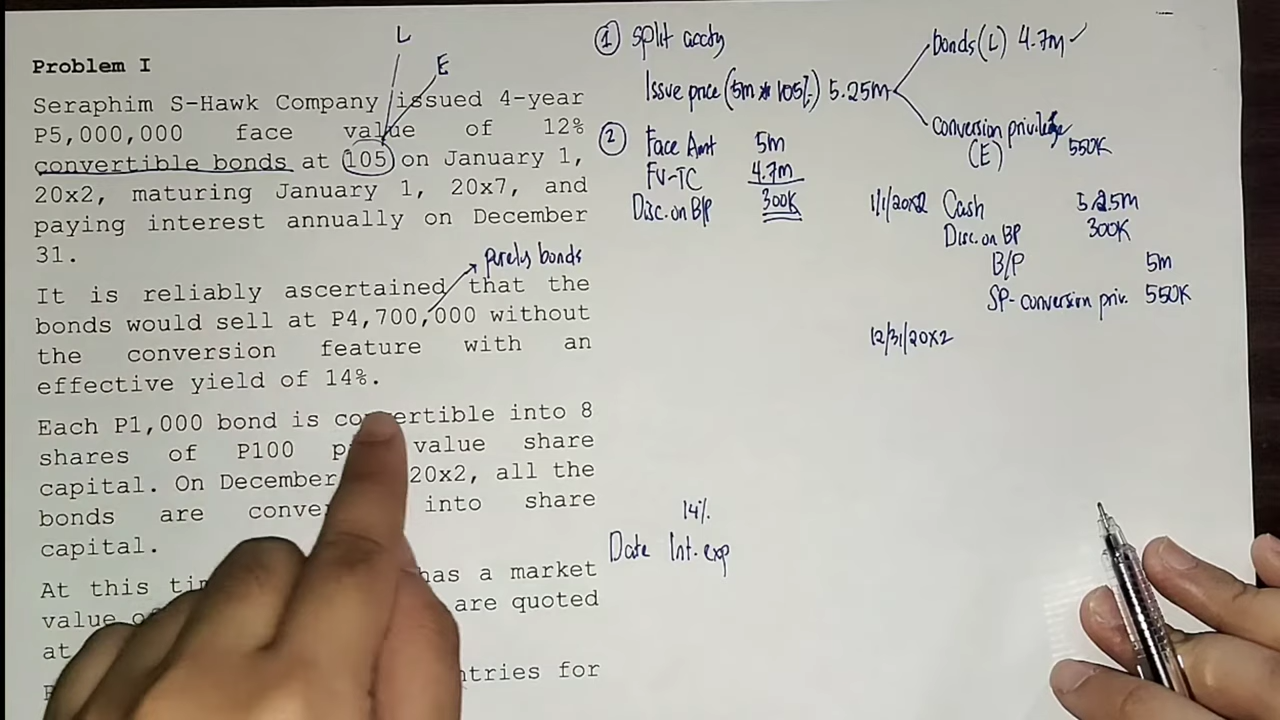 L
E
Problem I
Seraphim S-Hawk Company issued 4-year
P5,000,000 face value of 12%
convertible bonds at 105 on January 1,
20x2, maturing January 1, 20x7, and
paying interest annually on December
31.
purely bonds
It is reliably ascertained that the
bonds would sell at P4,700,000 without
the conversion feature with an
effective yield of 14%.
Each P1,000 bond is convertible into 8
shares of P100 value share
capital. On December 20x2, all the
bonds are into share
capital.
At this has a market
value are quoted
at
for
① Split acctg
Issue price (5m * 105%) 5.25m
bonds (L) 4.7m ✓
conversion privilege
(E) 550K
② Face Amt 5m
FV-TC 4.7m
Disc. on B/P 300K
1/1/20x2 Cash 5.25m
Disc. on BP 300K
B/P 5m
SP-conversion priv. 550K
12/31/20x2
14%
Date Int. exp